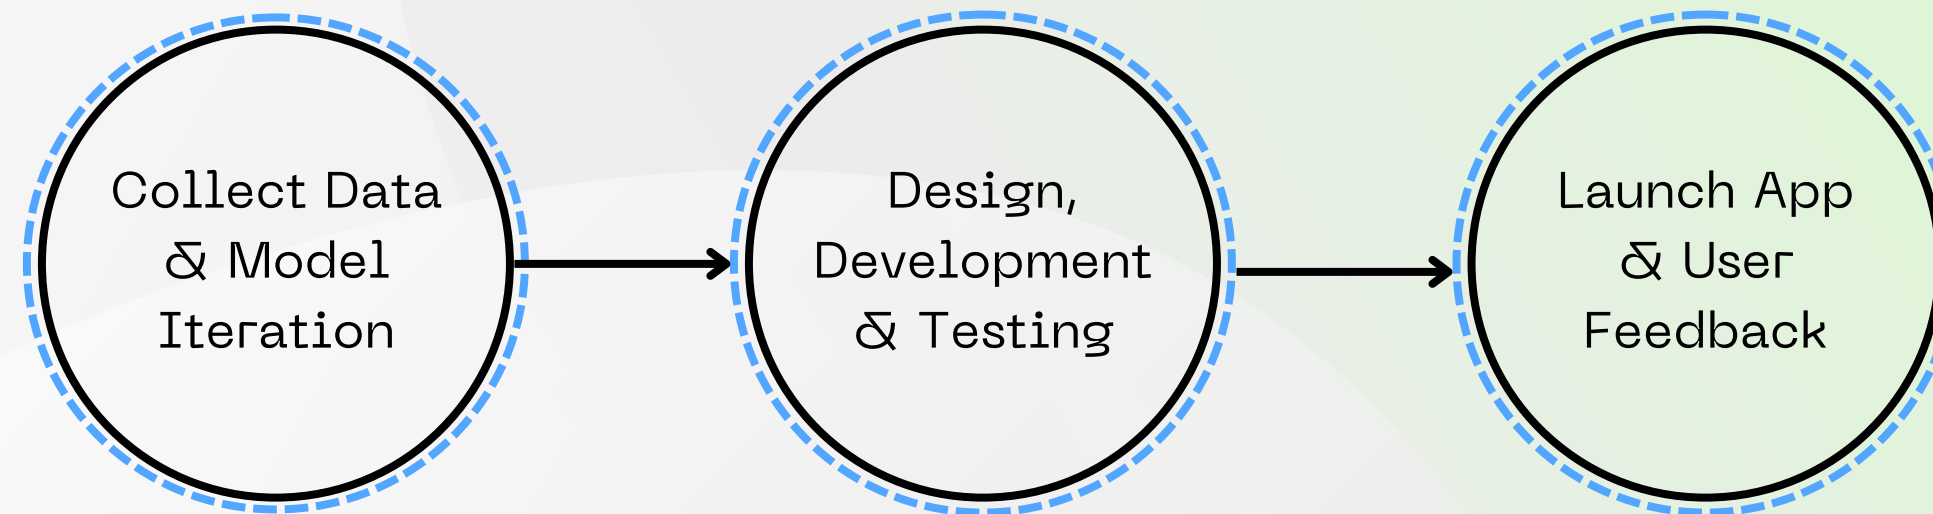 Collect Data
& Model
Iteration
Design,
Development
& Testing
Launch App
& User
Feedback